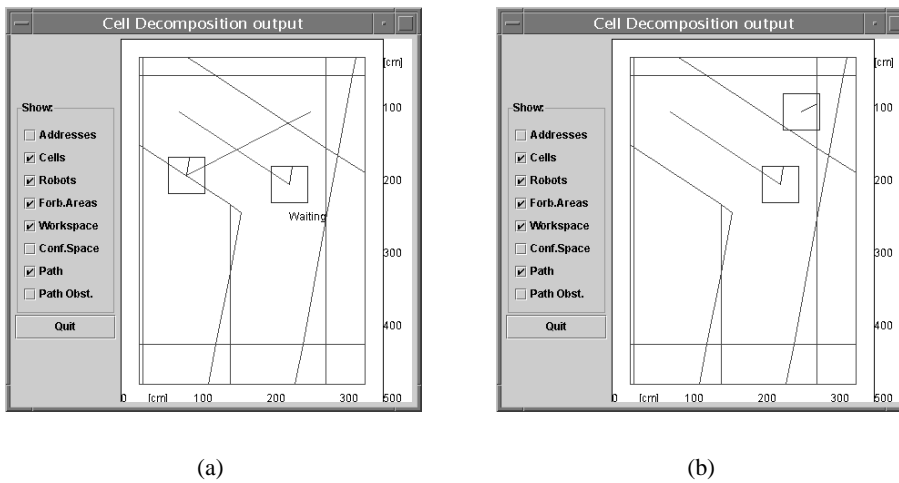 Cell Decomposition output
[cm]
Show:
Addresses
Cells
Robots
Forb.Areas
Workspace
Conf.Space
Path
Path Obst.
Quit
Waiting
100
200
300
400
0 [cm] 100 200 300 500
(a)
Cell Decomposition output
[cm]
Show:
Addresses
Cells
Robots
Forb.Areas
Workspace
Conf.Space
Path
Path Obst.
Quit
100
200
300
400
0 [cm] 100 200 300 500
(b)